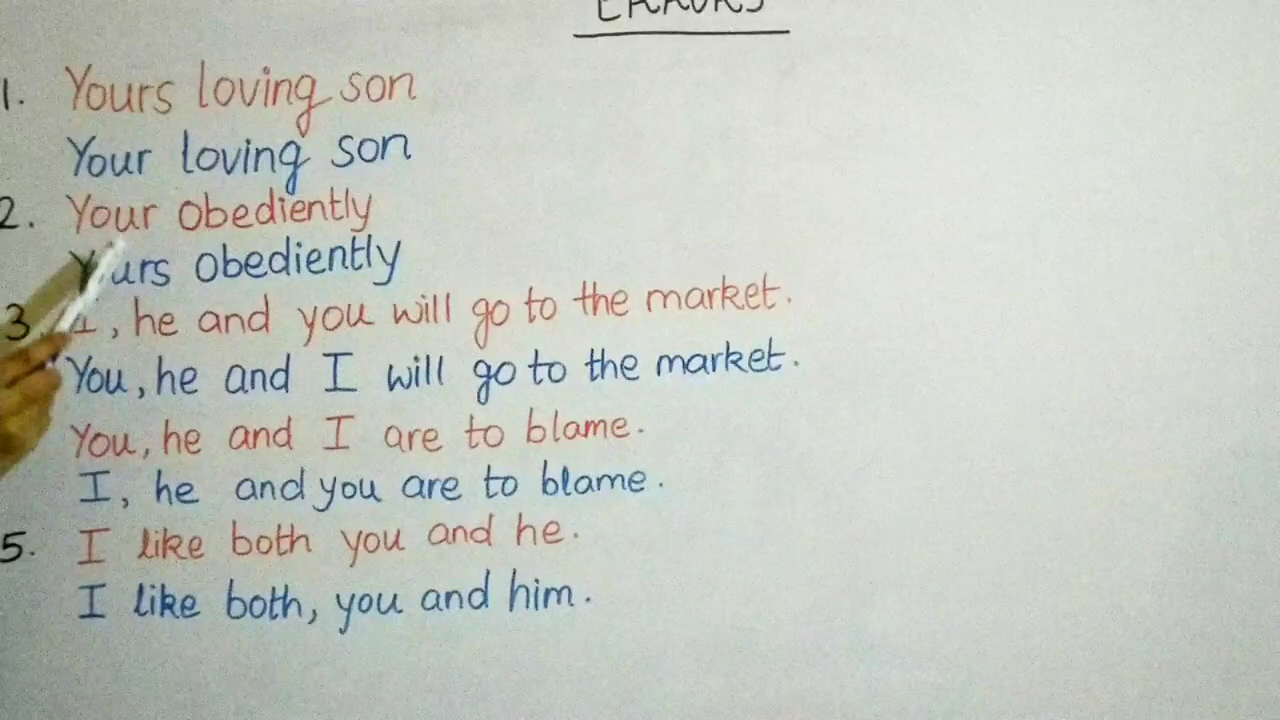 ERRORS
1. Yours loving son
Your loving son
2. Your obediently
Yours obediently
3. I, he and you will go to the market.
You, he and I will go to the market.
You, he and I are to blame.
I, he and you are to blame.
5. I like both you and he.
I like both, you and him.